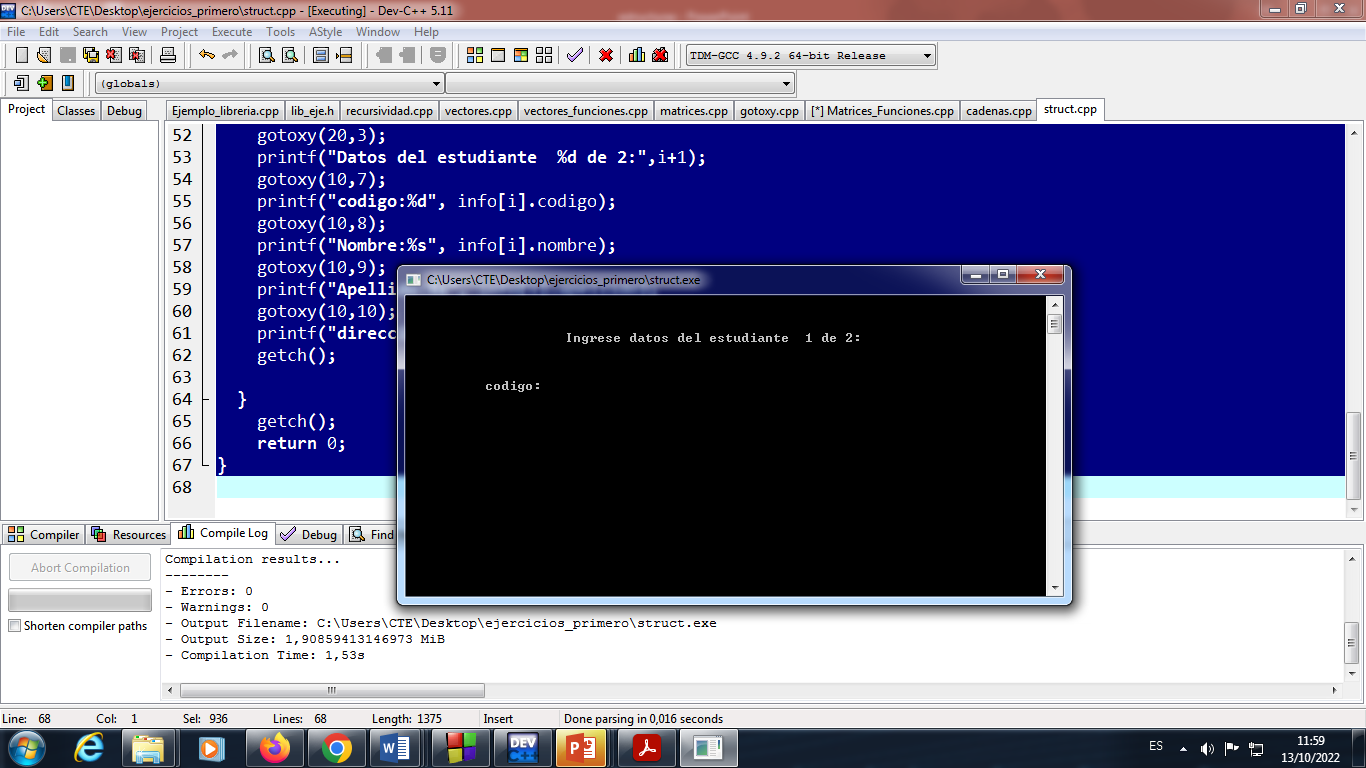 C:\Users\CTE\Desktop\ejercicios_primero\struct.cpp - [Executing] - Dev-C++ 5.11
File Edit Search View Project Execute Tools AStyle Window Help
TDM-GCC 4.9.2 64-bit Release
(globals)
Project Classes Debug
Ejemplo_libreria.cpp lib_eje.h recursividad.cpp vectores.cpp vectores_funciones.cpp matrices.cpp gotoxy.cpp [*] Matrices_Funciones.cpp cadenas.cpp struct.cpp
52 gotoxy(20,3);
53 printf("Datos del estudiante  %d de 2:",i+1);
54 gotoxy(10,7);
55 printf("codigo:%d", info[i].codigo);
56 gotoxy(10,8);
57 printf("Nombre:%s", info[i].nombre);
58 gotoxy(10,9);
59 printf("Apelli
60 gotoxy(10,10);
61 printf("direcc
62 getch();
63
64 }
65 getch();
66 return 0;
67 }
68
C:\Users\CTE\Desktop\ejercicios_primero\struct.exe
Ingrese datos del estudiante  1 de 2:
codigo:
Compiler Resources Compile Log Debug Find
Abort Compilation
Shorten compiler paths
Compilation results...
--------
- Errors: 0
- Warnings: 0
- Output Filename: C:\Users\CTE\Desktop\ejercicios_primero\struct.exe
- Output Size: 1,90859413146973 MiB
- Compilation Time: 1,53s
Line: 68 Col: 1 Sel: 936 Lines: 68 Length: 1375 Insert Done parsing in 0,016 seconds
DEV C++
ES
11:59
13/10/2022